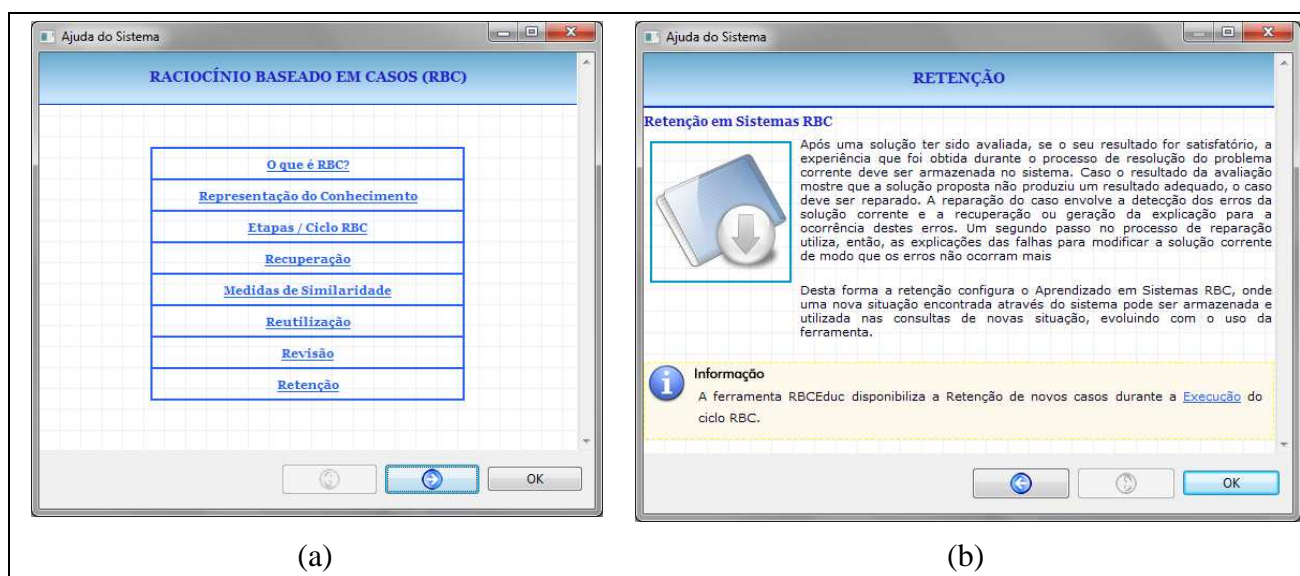 Ajuda do Sistema
RACIOCÍNIO BASEADO EM CASOS (RBC)
O que é RBC?
Representação do Conhecimento
Etapas / Ciclo RBC
Recuperação
Medidas de Similaridade
Reutilização
Revisão
Retenção
OK
(a)
Ajuda do Sistema
RETENÇÃO
Retenção em Sistemas RBC
Após uma solução ter sido avaliada, se o seu resultado for satisfatório, a
experiência que foi obtida durante o processo de resolução do problema
corrente deve ser armazenada no sistema. Caso o resultado da avaliação
mostre que a solução proposta não produziu um resultado adequado, o caso
deve ser reparado. A reparação do caso envolve a detecção dos erros da
solução corrente e a recuperação ou geração da explicação para a
ocorrência destes erros. Um segundo passo no processo de reparação
utiliza, então, as explicações das falhas para modificar a solução corrente
de modo que os erros não ocorram mais
Desta forma a retenção configura o Aprendizado em Sistemas RBC, onde
uma nova situação encontrada através do sistema pode ser armazenada e
utilizada nas consultas de novas situação, evoluindo com o uso da
ferramenta.
Informação
A ferramenta RBCEduc disponibiliza a Retenção de novos casos durante a Execução do
ciclo RBC.
OK
(b)